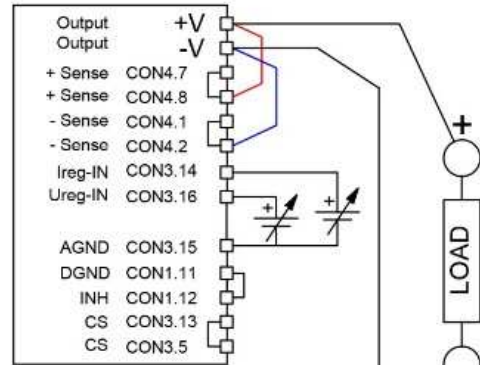 Output +V
Output -V
+ Sense CON4.7
+ Sense CON4.8
- Sense CON4.1
- Sense CON4.2
Ireg-IN CON3.14
Ureg-IN CON3.16
+ +
AGND CON3.15
DGND CON1.11
INH CON1.12
CS CON3.13
CS CON3.5
+
LOAD